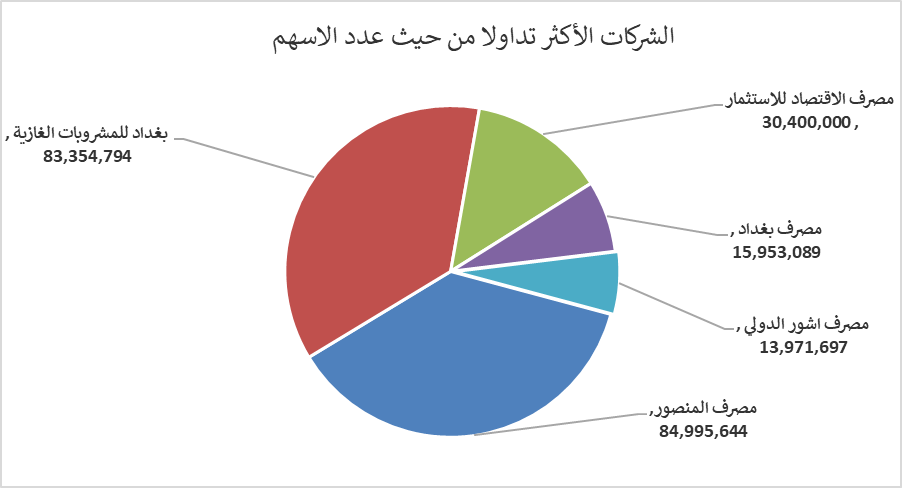 الشركات الأكثر تداولا من حيث عدد الاسهم
مصرف الاقتصاد للاستثمار
, 30,400,000
بغداد للمشروبات الغازية ,
83,354,794
مصرف بغداد ,
15,953,089
مصرف اشور الدولي ,
13,971,697
مصرف المنصور,
84,995,644